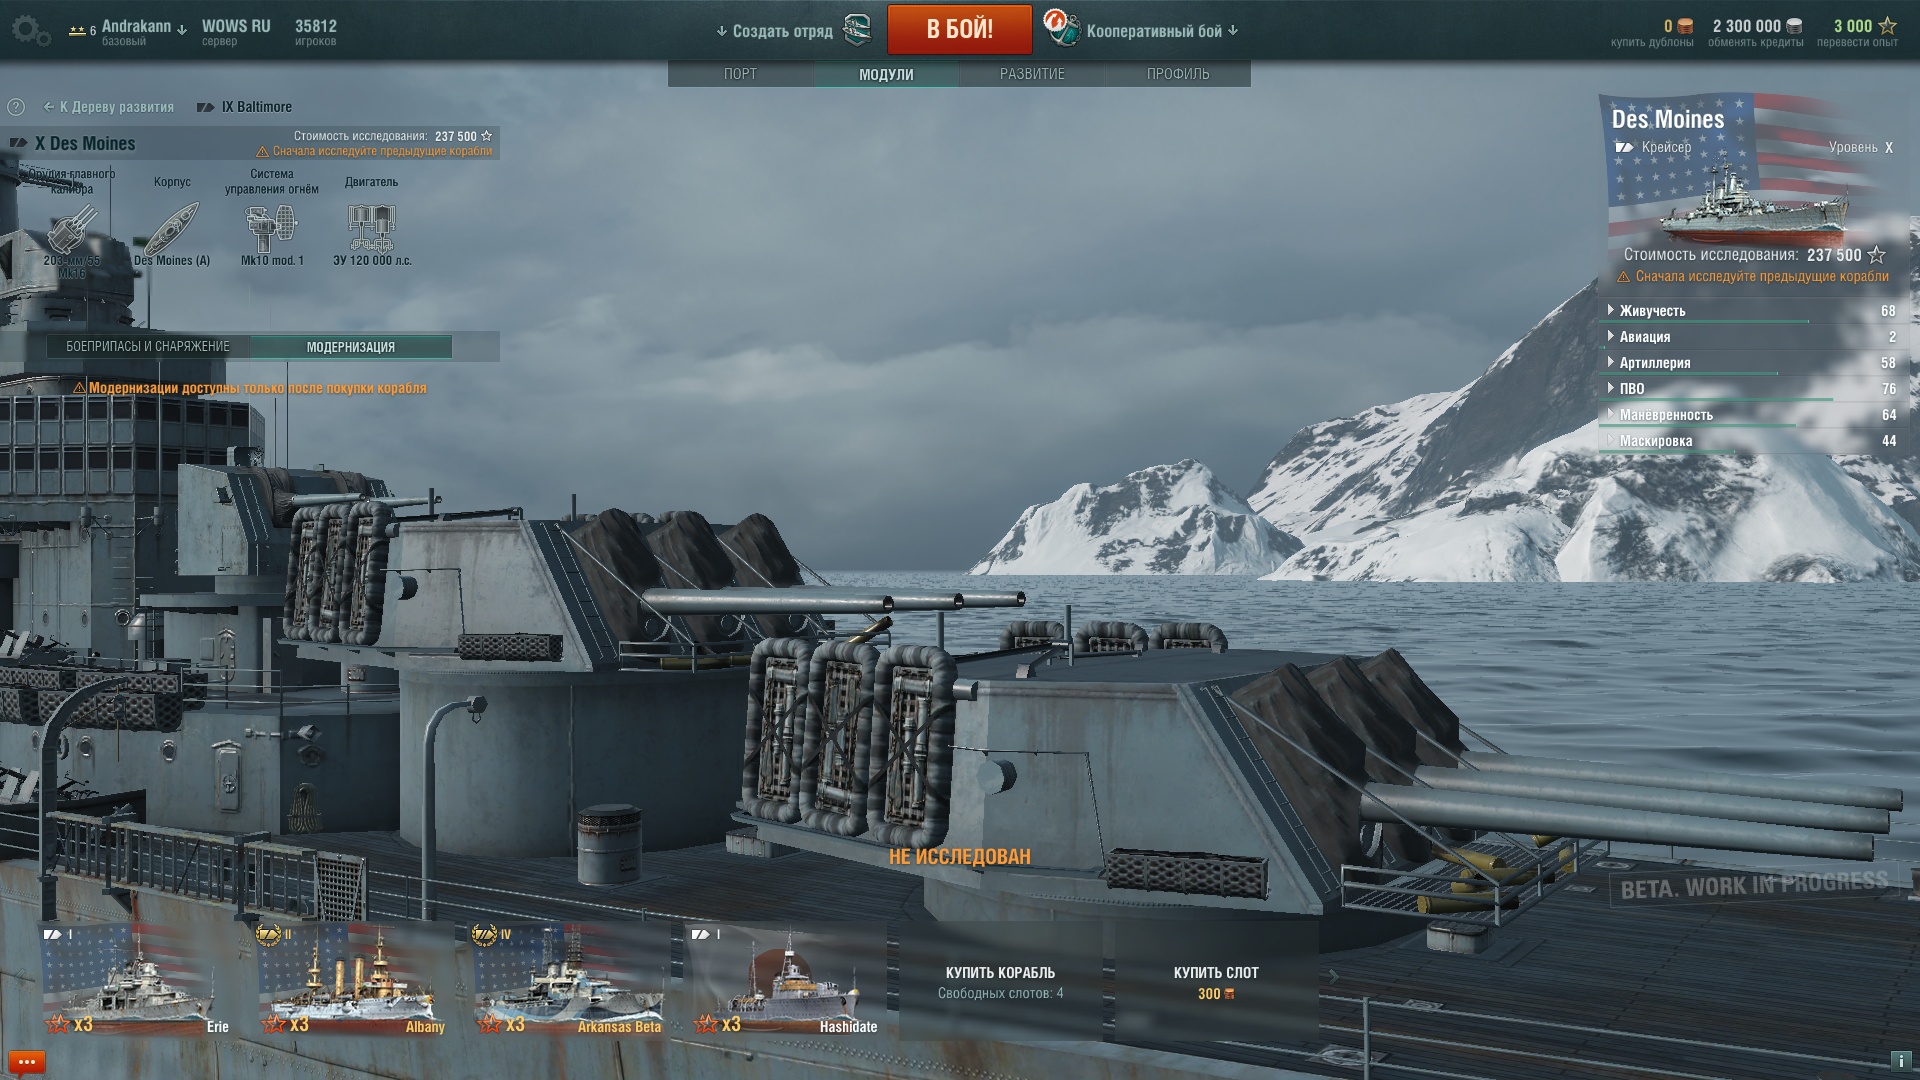 6 Andrakann
базовый
WOWS RU
сервер
35812
игроков
Создать отряд
В БОЙ!
Кооперативный бой
0
купить дублоны
2 300 000
обменять кредиты
3 000
перевести опыт
ПОРТ
МОДУЛИ
РАЗВИТИЕ
ПРОФИЛЬ
? К Дереву развития IX Baltimore
X Des Moines
Стоимость исследования: 237 500
Сначала исследуйте предыдущие корабли
Орудия главного калибра
Корпус
Система управления огнём
Двигатель
203-мм/55 Mk16
Des Moines (A)
Mk10 mod. 1
ЭУ 120 000 л.с.
БОЕПРИПАСЫ И СНАРЯЖЕНИЕ
МОДЕРНИЗАЦИЯ
Модернизации доступны только после покупки корабля
Des Moines
Крейсер
Уровень X
Стоимость исследования: 237 500
Сначала исследуйте предыдущие корабли
Живучесть 68
Авиация 2
Артиллерия 58
ПВО 76
Манёвренность 64
Маскировка 44
НЕ ИССЛЕДОВАН
BETA. WORK IN PROGRESS
I
x3
Erie
II
x3
Albany
IV
x3
Arkansas Beta
I
x3
Hashidate
КУПИТЬ КОРАБЛЬ
Свободных слотов: 4
КУПИТЬ СЛОТ
300
i